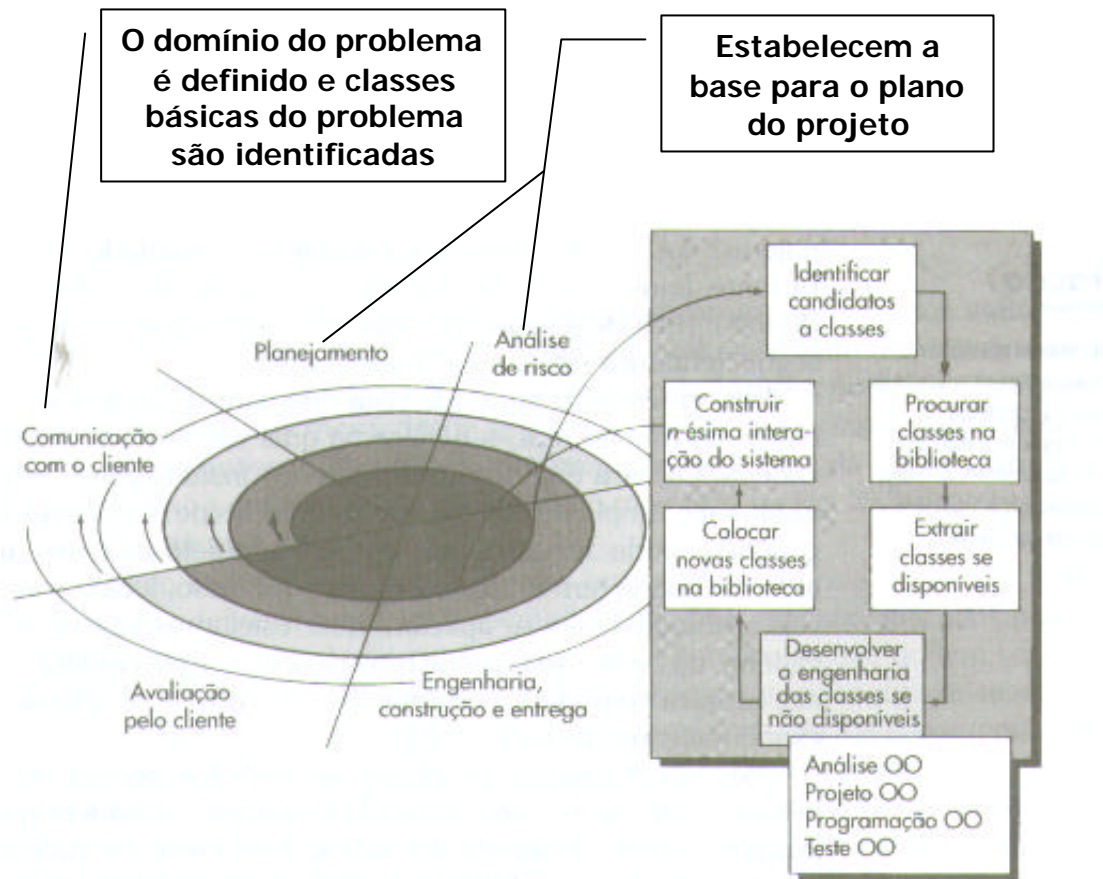 O domínio do problema
é definido e classes
básicas do problema
são identificadas
Estabelecem a
base para o plano
do projeto
Planejamento
Análise
de risco
Comunicação
com o cliente
Avaliação
pelo cliente
Engenharia,
construção e entrega
Identificar
candidatos
a classes
Construir
n-ésima intera-
ção do sistema
Procurar
classes na
biblioteca
Colocar
novas classes
na biblioteca
Extrair
classes se
disponíveis
Desenvolver
a engenharia
das classes se
não disponíveis
Análise OO
Projeto OO
Programação OO
Teste OO